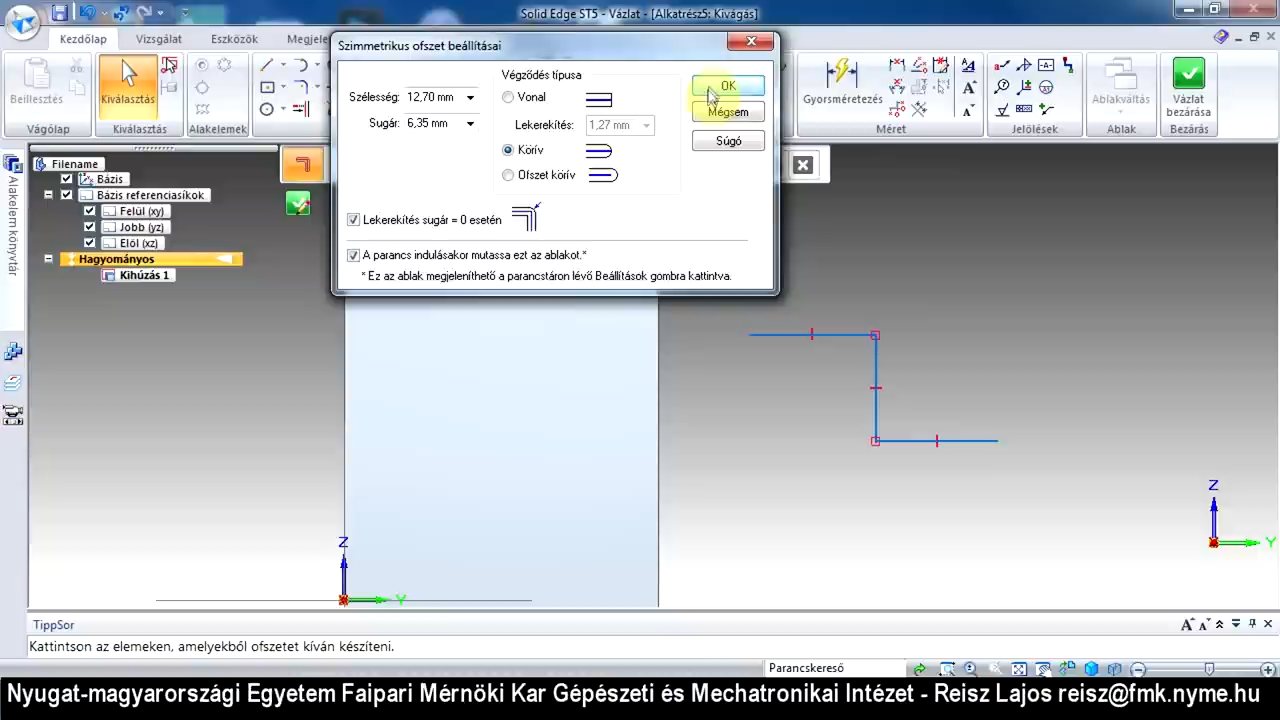 Solid Edge ST5 - Vázlat - [Alkatrész5: Kivágás]
Kezdőlap
Vizsgálat
Eszközök
Megjele
Beillesztés
Kiválasztás
Gyorsméretezés
Ablakváltás
Vázlat bezárása
Vágólap
Kiválasztás
Alakelemek
Méret
Jelölések
Ablak
Bezárás
Szimmetrikus ofszet beállításai
Szélesség: 12,70 mm
Sugár: 6,35 mm
Végződés típusa
Vonal
Lekerekítés: 1,27 mm
Körív
Ofszet körív
OK
Mégsem
Súgó
Lekerekítés sugár = 0 esetén
A parancs indulásakor mutassa ezt az ablakot.*
* Ez az ablak megjeleníthető a parancstáron lévő Beállítások gombra kattintva.
Alakelem könyvtár
Filename
Bázis
Bázis referenciasíkok
Felül (xy)
Jobb (yz)
Elöl (xz)
Hagyományos
Kihúzás 1
Z
Y
Z
Y
TippSor
Kattintson az elemeken, amelyekből ofszetet kíván készíteni.
Parancskereső
Nyugat-magyarországi Egyetem Faipari Mérnöki Kar Gépészeti és Mechatronikai Intézet - Reisz Lajos reisz@fmk.nyme.hu